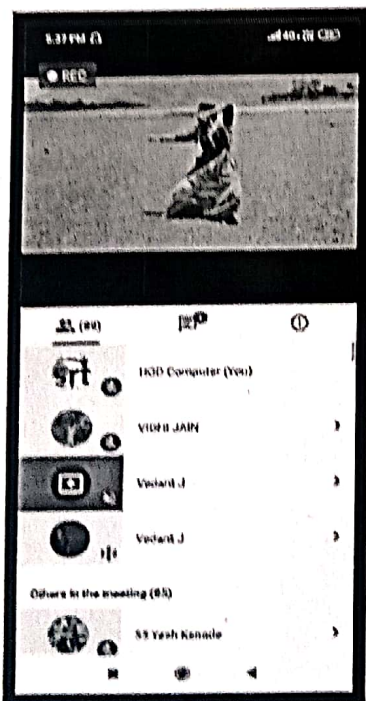 5.37 PM
REC
(89)
HOD Computer (You)
VIDHI JAIN
Vedant J
Vedant J
Others in the meeting (85)
Yash Kanade